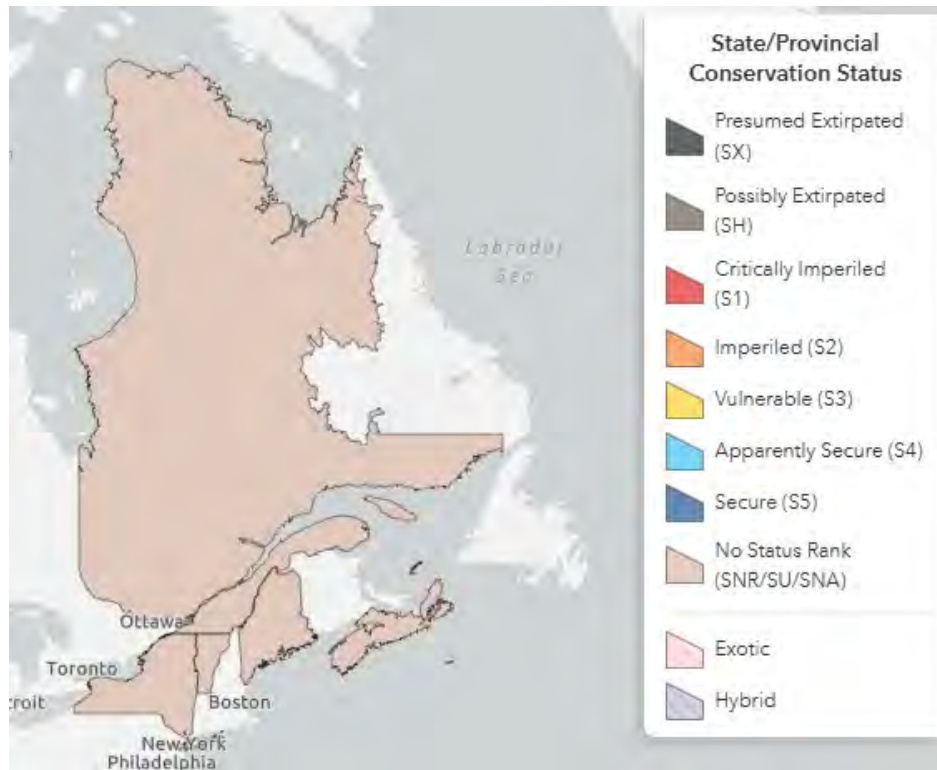 State/Provincial
Conservation Status
Presumed Extirpated
(SX)
Possibly Extirpated
(SH)
Critically Imperiled
(S1)
Imperiled (S2)
Vulnerable (S3)
Apparently Secure (S4)
Secure (S5)
No Status Rank
(SNR/SU/SNA)
Exotic
Hybrid
Labrador
Sea
Ottawa
Toronto
troit
Boston
New York
Philadelphia